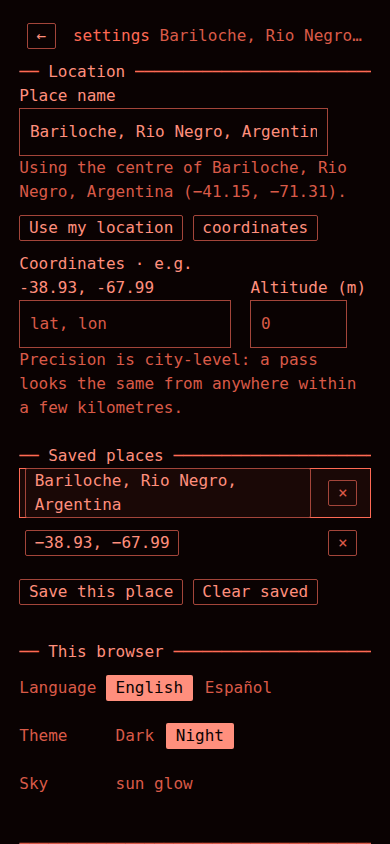 ← settings Bariloche, Rio Negro…
Location
Place name
Bariloche, Rio Negro, Argentin
Using the centre of Bariloche, Rio
Negro, Argentina (−41.15, −71.31).
Use my location coordinates
Coordinates · e.g.
-38.93, -67.99 Altitude (m)
lat, lon 0
Precision is city-level: a pass
looks the same from anywhere within
a few kilometres.
Saved places
Bariloche, Rio Negro,
Argentina ×
−38.93, −67.99 ×
Save this place Clear saved
This browser
Language English Español
Theme Dark Night
Sky sun glow